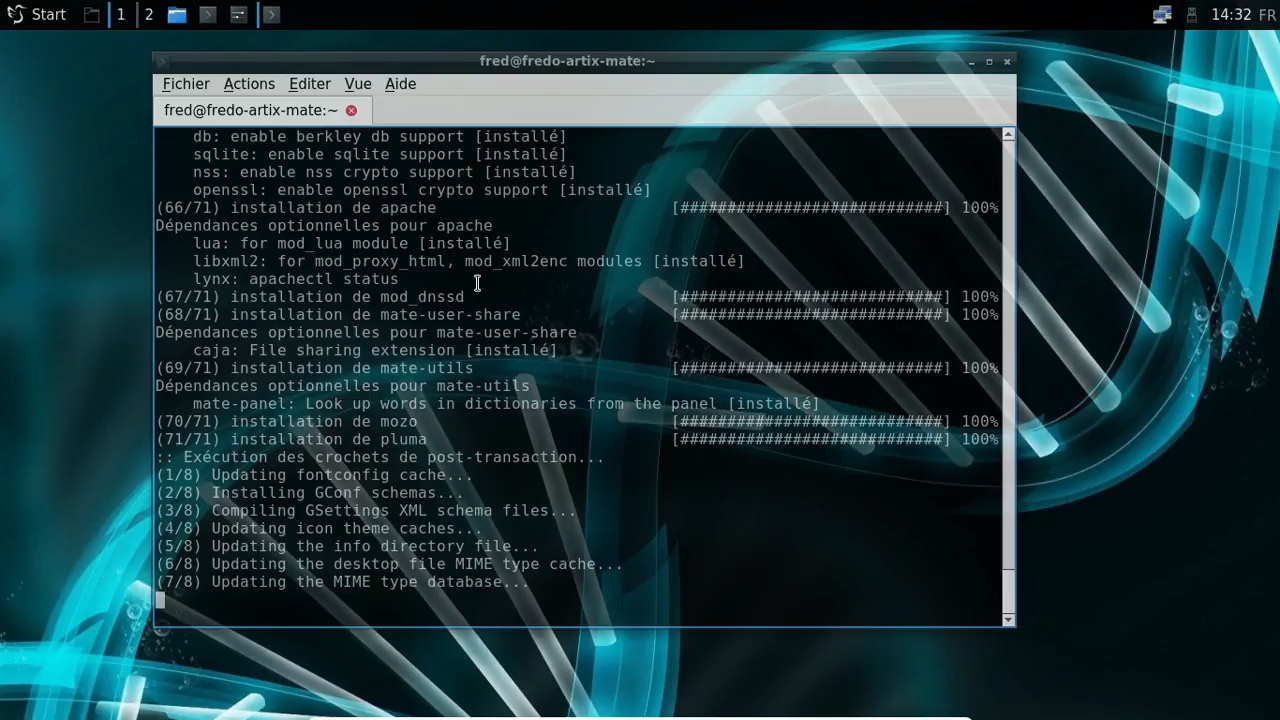 Start 1 2 14:32 FR
fred@fredo-artix-mate:~
Fichier Actions Editer Vue Aide
fred@fredo-artix-mate:~
db: enable berkley db support [installé]
sqlite: enable sqlite support [installé]
nss: enable nss crypto support [installé]
openssl: enable openssl crypto support [installé]
(66/71) installation de apache [############################] 100%
Dépendances optionnelles pour apache
lua: for mod_lua module [installé]
libxml2: for mod_proxy_html, mod_xml2enc modules [installé]
lynx: apachectl status
(67/71) installation de mod_dnssd [############################] 100%
(68/71) installation de mate-user-share [############################] 100%
Dépendances optionnelles pour mate-user-share
caja: File sharing extension [installé]
(69/71) installation de mate-utils [############################] 100%
Dépendances optionnelles pour mate-utils
mate-panel: Look up words in dictionaries from the panel [installé]
(70/71) installation de mozo [############################] 100%
(71/71) installation de pluma [############################] 100%
:: Exécution des crochets de post-transaction...
(1/8) Updating fontconfig cache...
(2/8) Installing GConf schemas...
(3/8) Compiling GSettings XML schema files...
(4/8) Updating icon theme caches...
(5/8) Updating the info directory file...
(6/8) Updating the desktop file MIME type cache...
(7/8) Updating the MIME type database...